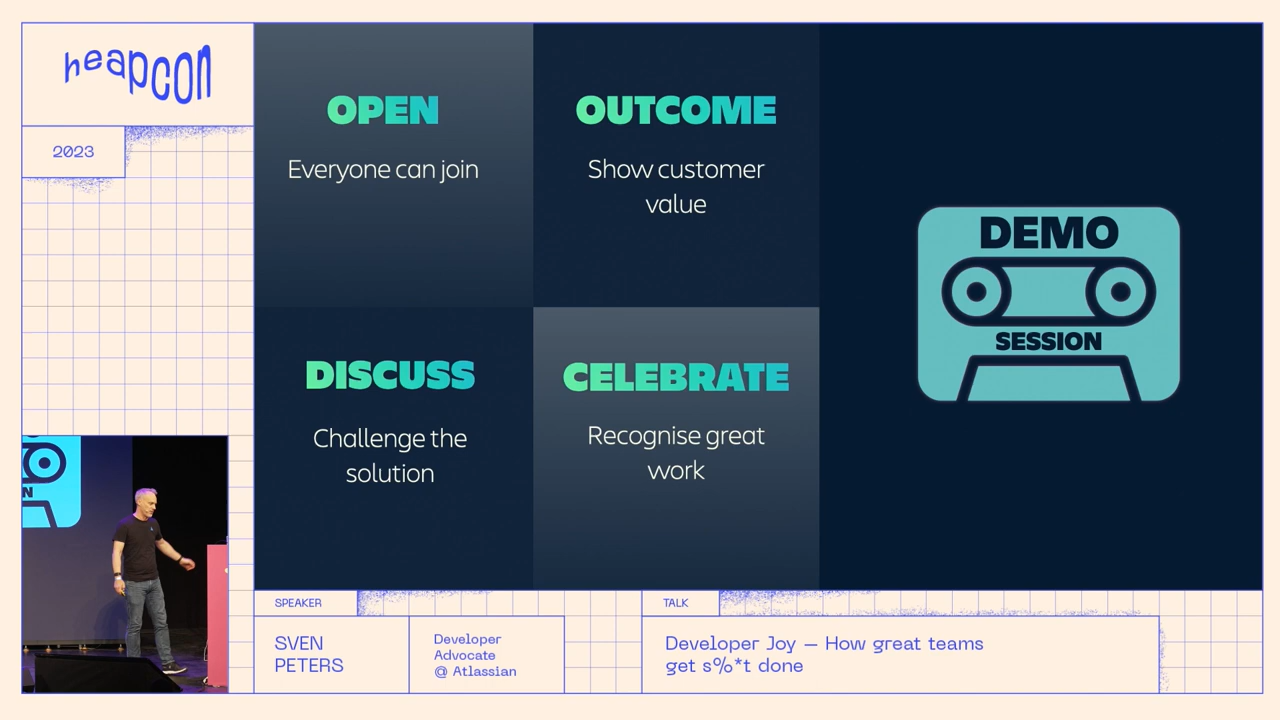 heapcon
2023
OPEN
Everyone can join
OUTCOME
Show customer
value
DISCUSS
Challenge the
solution
CELEBRATE
Recognise great
work
DEMO
SESSION
N
SPEAKER
SVEN
PETERS
Developer
Advocate
@ Atlassian
TALK
Developer Joy — How great teams
get s%*t done